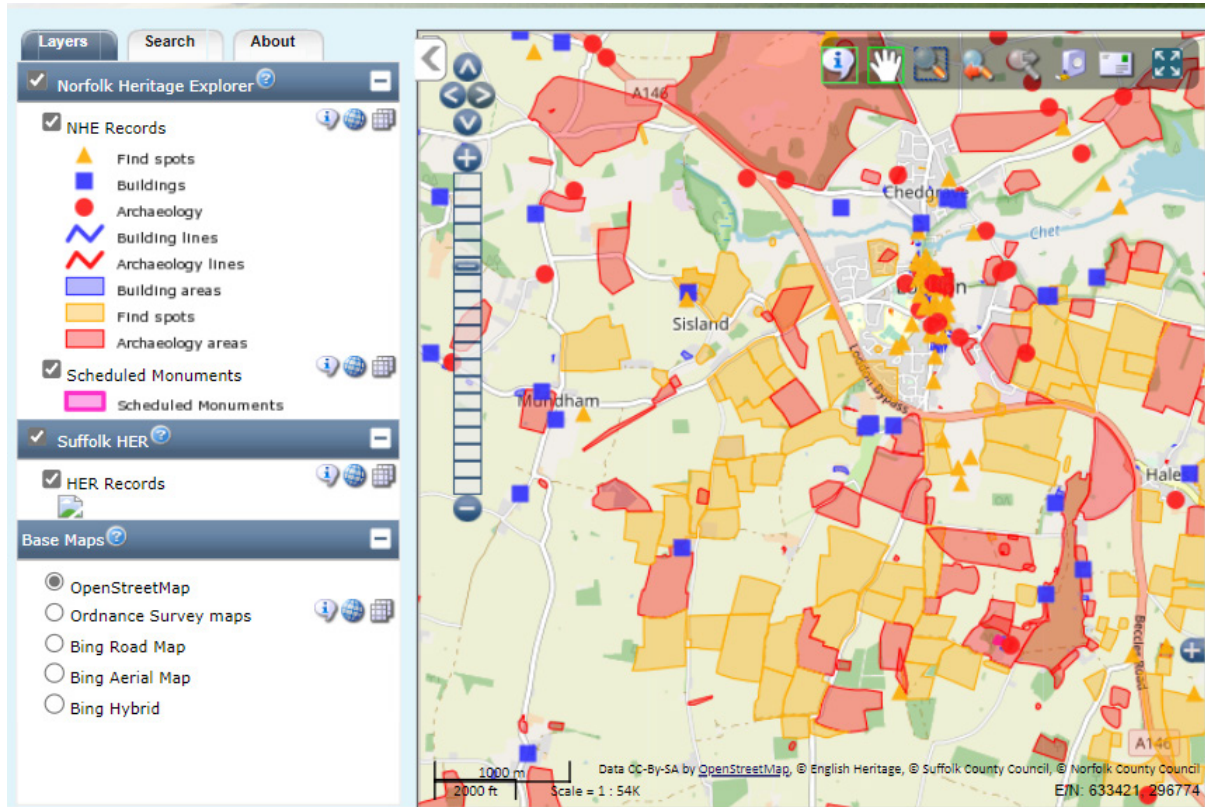 Layers
Search
About
Norfolk Heritage Explorer
NHE Records
Find spots
Buildings
Archaeology
Building lines
Archaeology lines
Building areas
Find spots
Archaeology areas
Scheduled Monuments
Scheduled Monuments
Suffolk HER
HER Records
Base Maps
OpenStreetMap
Ordnance Survey maps
Bing Road Map
Bing Aerial Map
Bing Hybrid
A146
Chedgrave
Chet
Sisland
Loddon Bypass
Mundham
Hale
Beccles Road
A146
1000 m
2000 ft
Scale = 1 : 54K
Data CC-By-SA by OpenStreetMap, © English Heritage, © Suffolk County Council, © Norfolk County Council
E/N: 633421, 296774